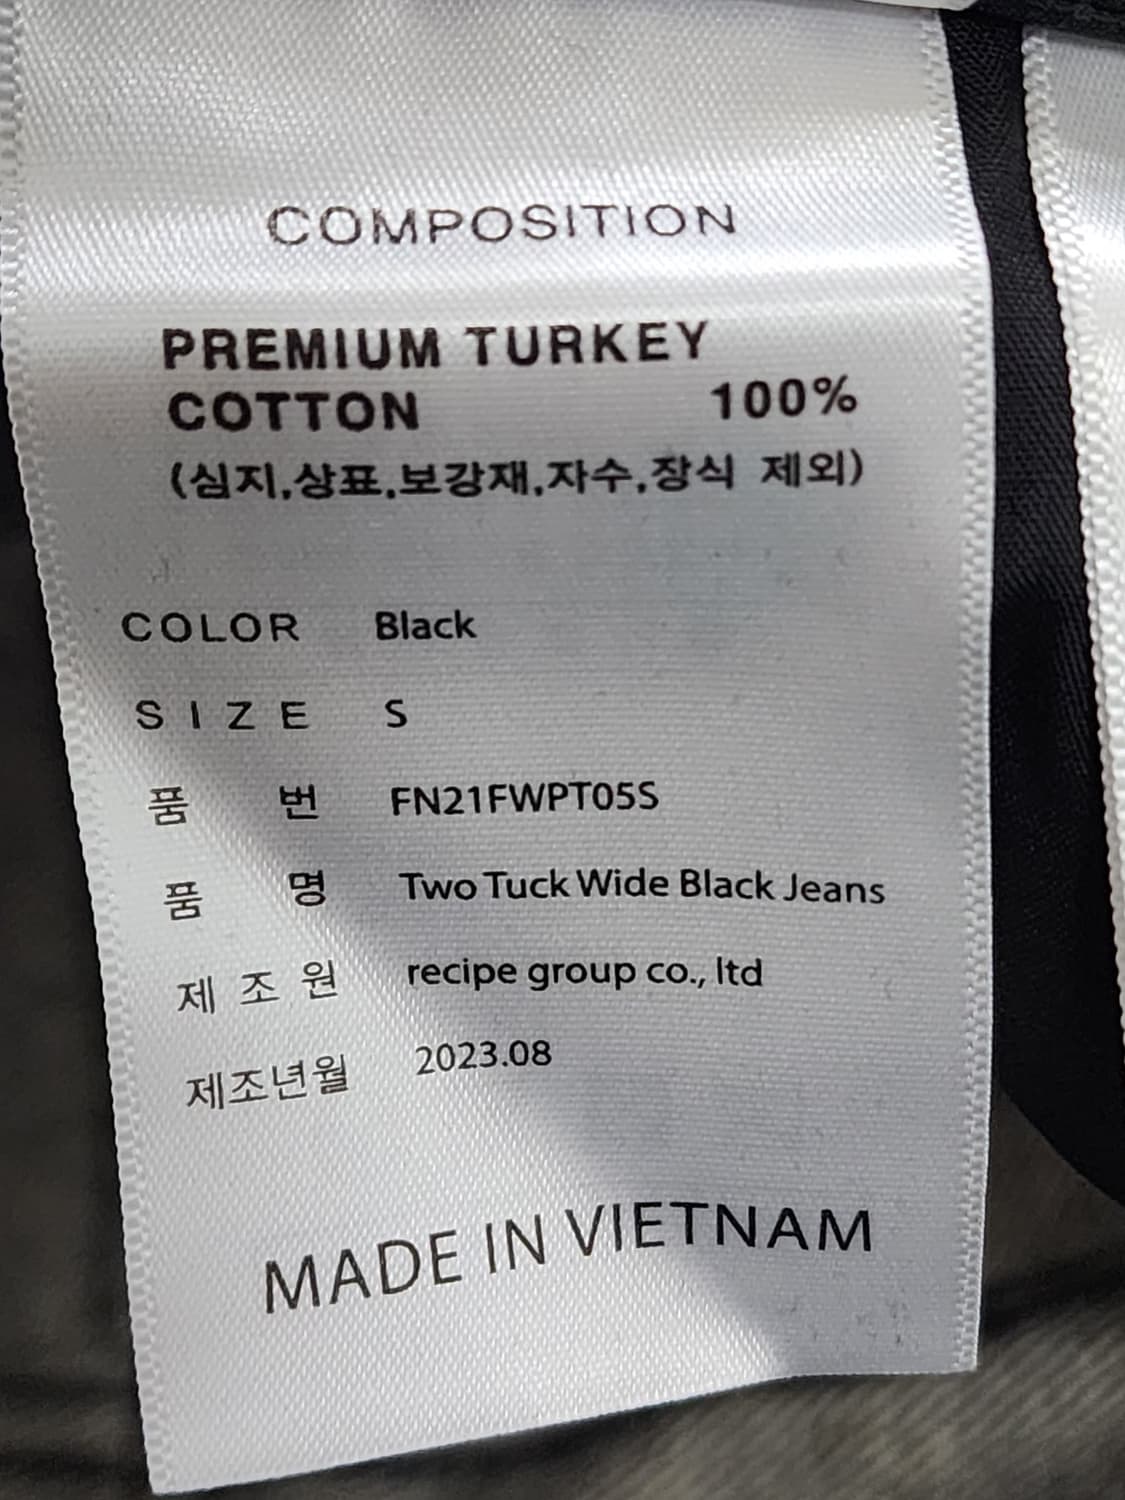 COMPOSITION
PREMIUM TURKEY
COTTON 100%
(심지,상표,보강재,자수,장식 제외)
COLOR Black
SIZE S
품 번 FN21FWPT05S
품 명 Two Tuck Wide Black Jeans
제 조 원 recipe group co., ltd
제조년월 2023.08
MADE IN VIETNAM